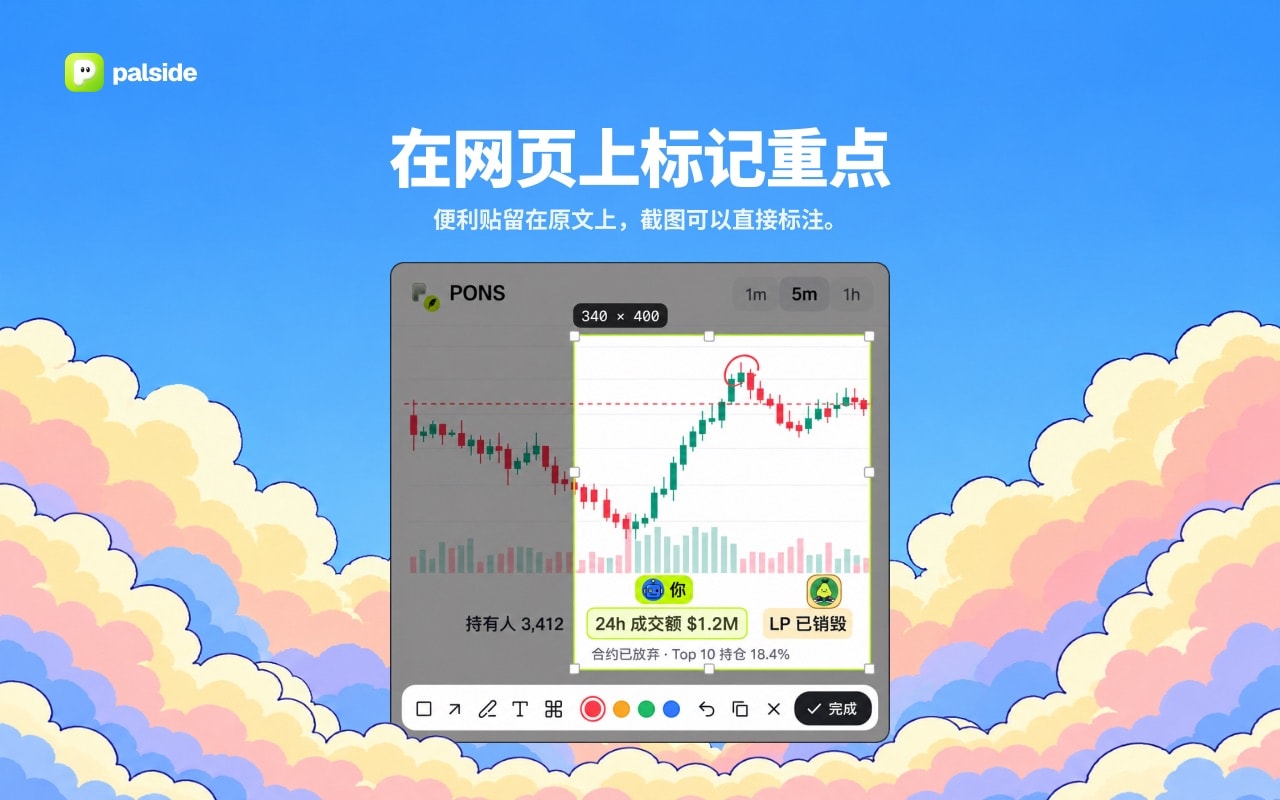 palside
在网页上标记重点
便利贴留在原文上，截图可以直接标注。
PONS
1m 5m 1h
340 × 400
你
持有人 3,412
24h 成交额 $1.2M
LP 已销毁
合约已放弃 · Top 10 持仓 18.4%
T
完成